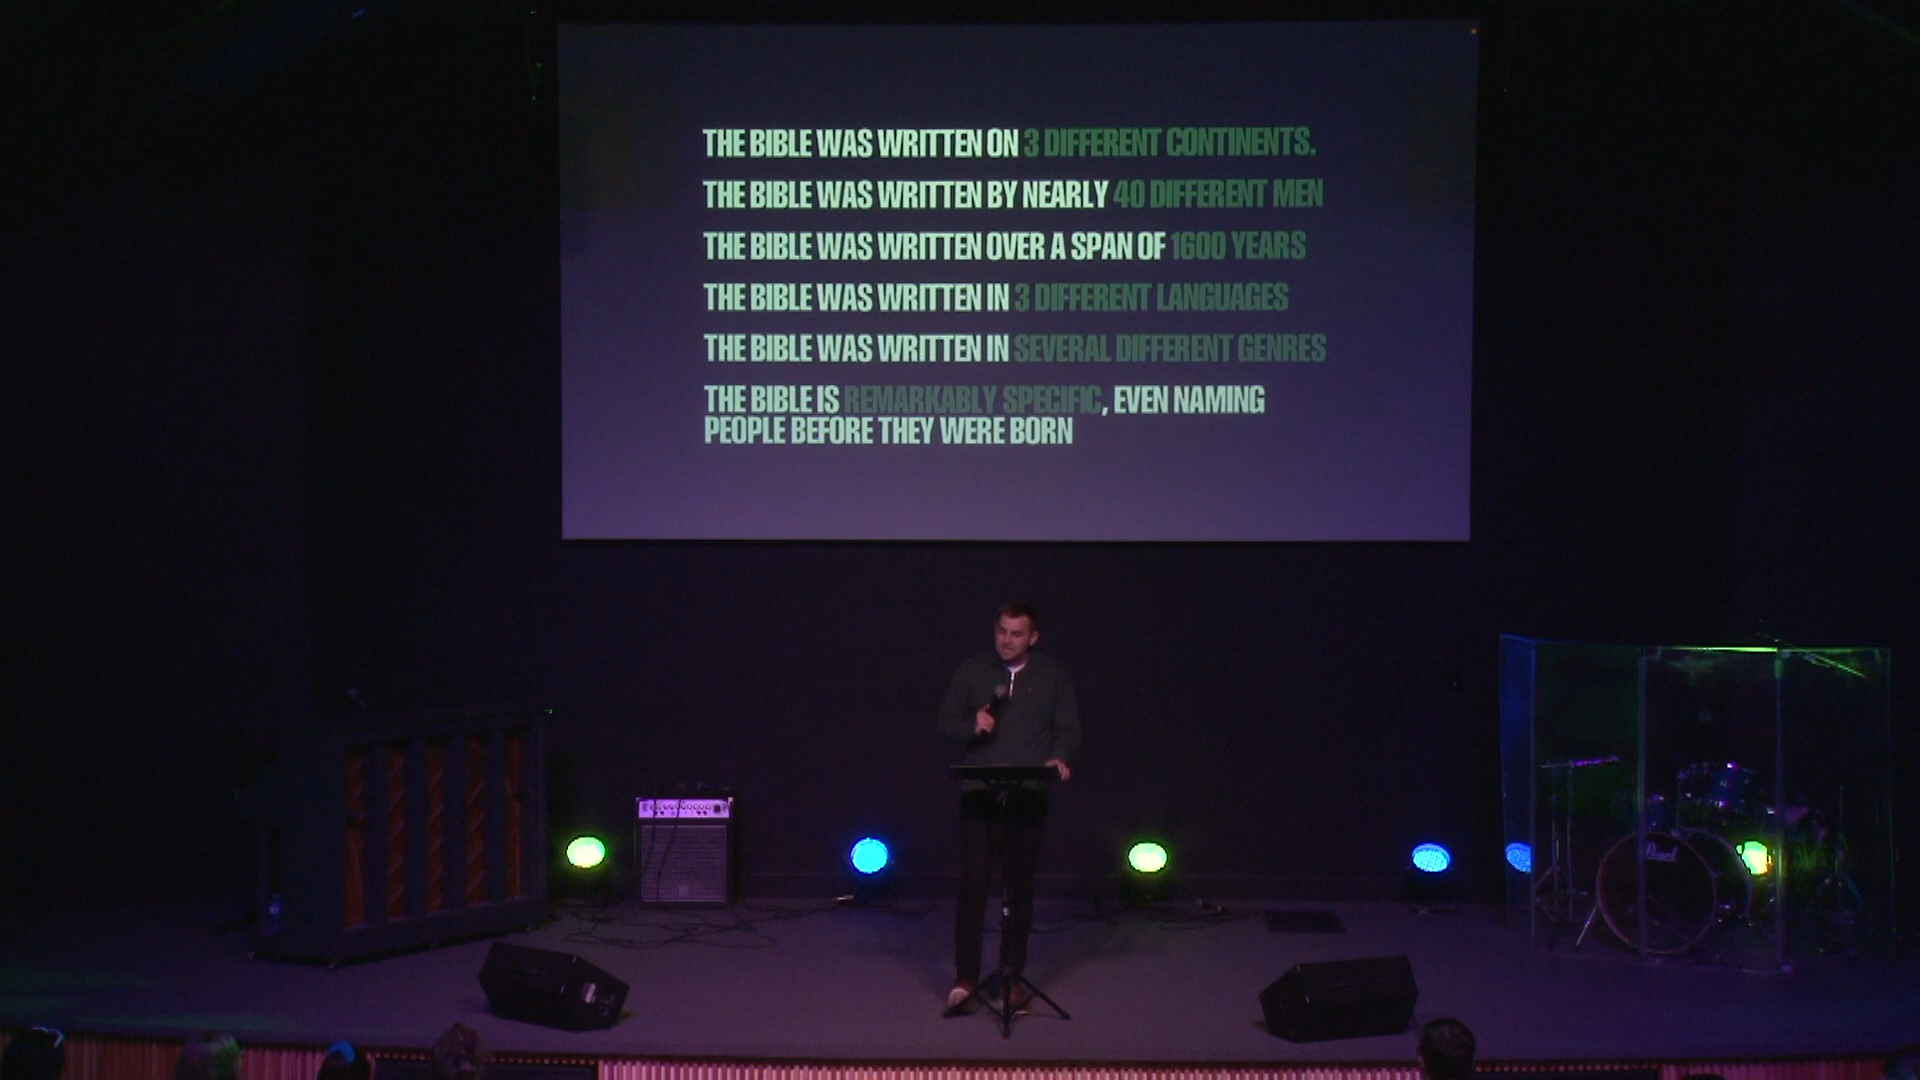 THE BIBLE WAS WRITTEN ON 3 DIFFERENT CONTINENTS.
THE BIBLE WAS WRITTEN BY NEARLY 40 DIFFERENT MEN
THE BIBLE WAS WRITTEN OVER A SPAN OF 1600 YEARS
THE BIBLE WAS WRITTEN IN 3 DIFFERENT LANGUAGES
THE BIBLE WAS WRITTEN IN SEVERAL DIFFERENT GENRES
THE BIBLE IS REMARKABLY SPECIFIC, EVEN NAMING
PEOPLE BEFORE THEY WERE BORN
Pearl